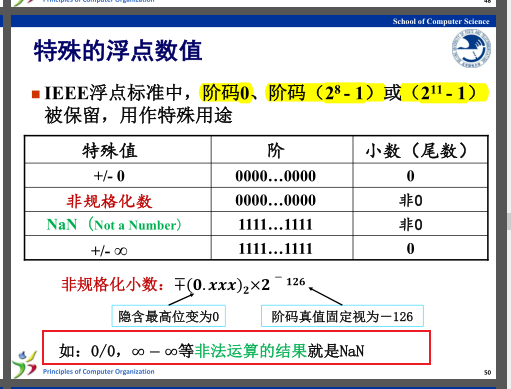 Principles of Computer Organization
48
School of Computer Science
特殊的浮点数值
IEEE浮点标准中，阶码0、阶码（2⁸ - 1）或（2¹¹ - 1）
被保留，用作特殊用途
特殊值 阶 小数（尾数）
+/- 0 0000…0000 0
非规格化数 0000…0000 非0
NaN（Not a Number） 1111…1111 非0
+/- ∞ 1111…1111 0
非规格化小数：∓(0.xxx)₂×2⁻¹²⁶
隐含最高位变为0 阶码真值固定视为－126
如：0/0，∞－∞等非法运算的结果就是NaN
Principles of Computer Organization
50